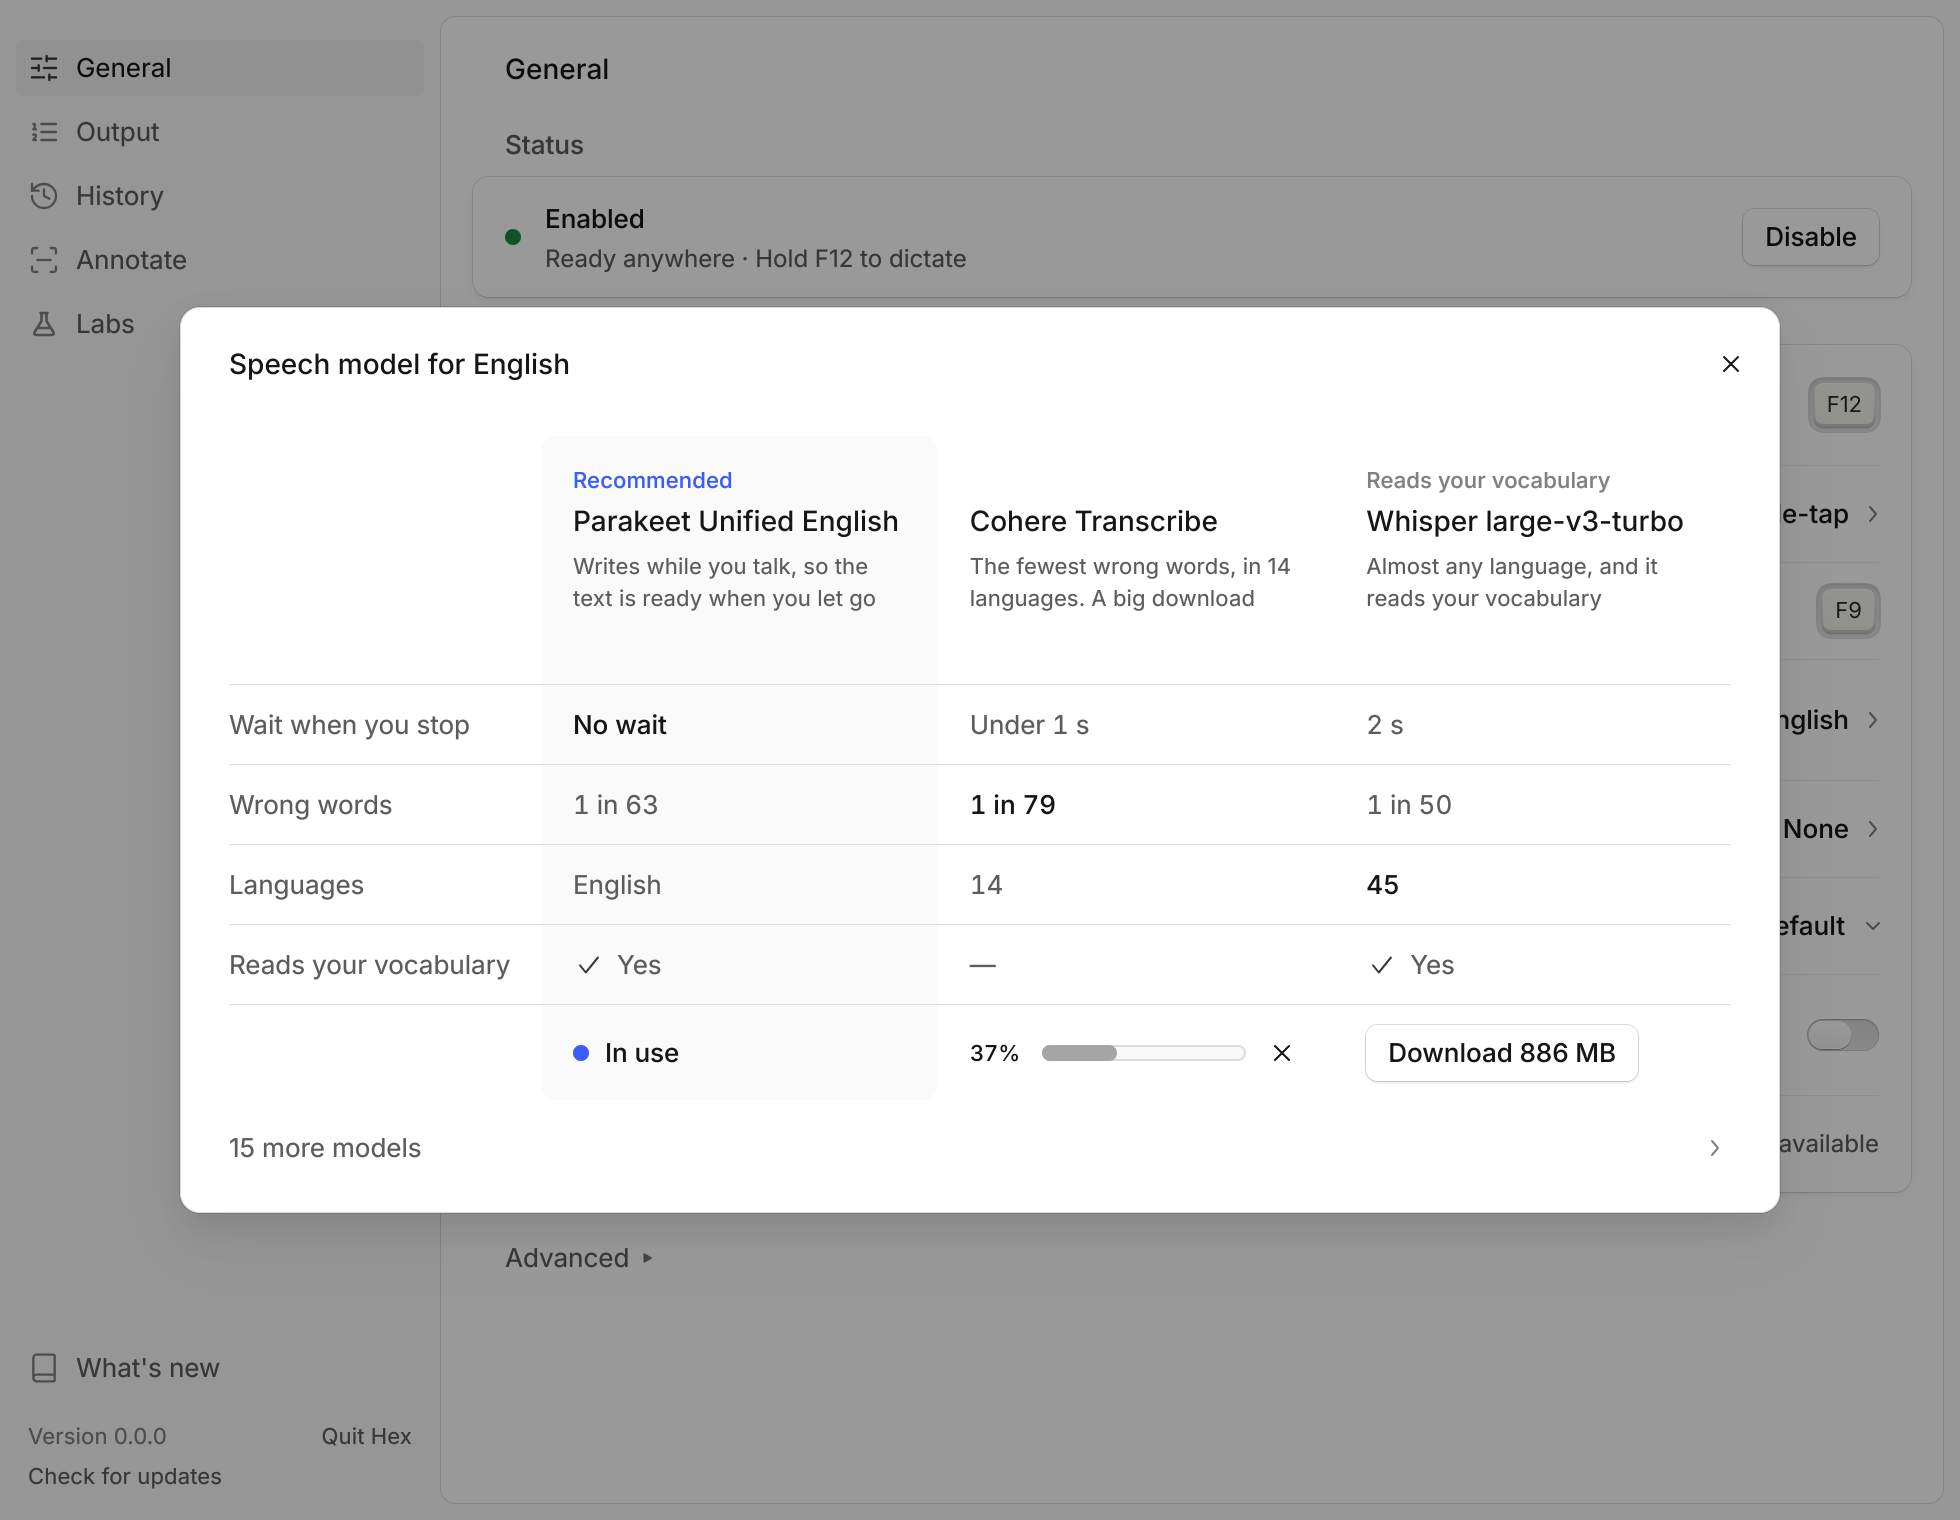 General
Output
History
Annotate
Labs
What's new
Version 0.0.0
Quit Hex
Check for updates
General
Status
Enabled
Ready anywhere · Hold F12 to dictate
Disable
F12
e-tap
F9
nglish
None
efault
available
Advanced
Speech model for English
Recommended
Parakeet Unified English
Writes while you talk, so the
text is ready when you let go
Cohere Transcribe
The fewest wrong words, in 14
languages. A big download
Reads your vocabulary
Whisper large-v3-turbo
Almost any language, and it
reads your vocabulary
Wait when you stop
No wait
Under 1 s
2 s
Wrong words
1 in 63
1 in 79
1 in 50
Languages
English
14
45
Reads your vocabulary
Yes
—
Yes
In use
37%
Download 886 MB
15 more models